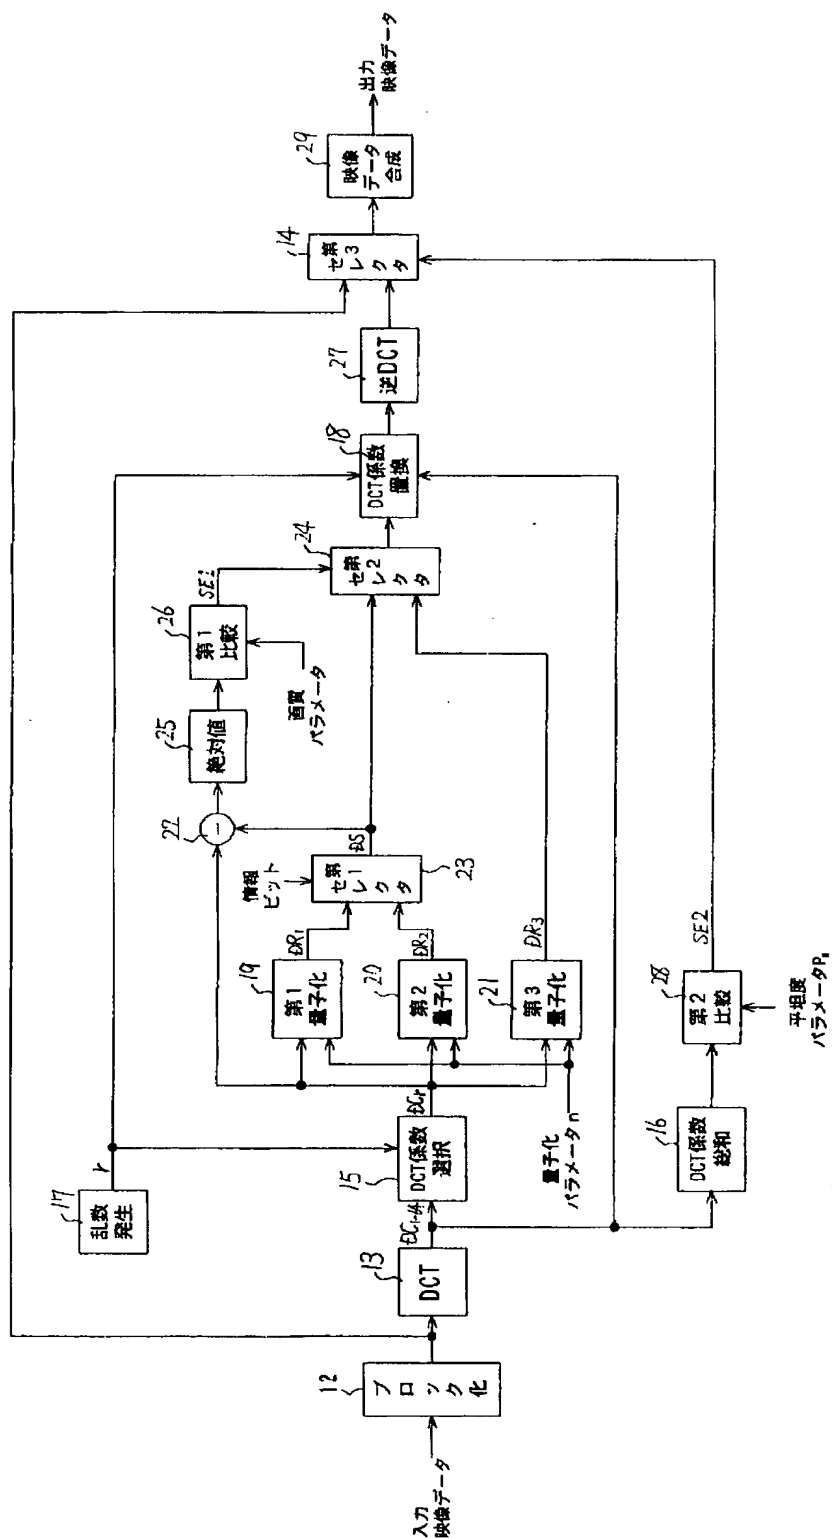 入力
映像データ
12
ブロック化
13
DCT
DC1-64
17
乱数
発生
r
15
DCT係数
選択
DCr
量子化
パラメータn
16
DCT係数
総和
19
第1
量子化
DR1
20
第2
量子化
DR2
21
第3
量子化
DR3
28
第2
比較
SE2
平坦度
パラメータ
情報
ビット
第1
セレクタ
23
DS
22
−
25
絶対値
26
第1
比較
SE1
画質
パラメータ
24
第2
セレクタ
18
DCT係数
置換
27
逆DCT
14
第3
セレクタ
29
映像
データ
合成
出力
映像データ